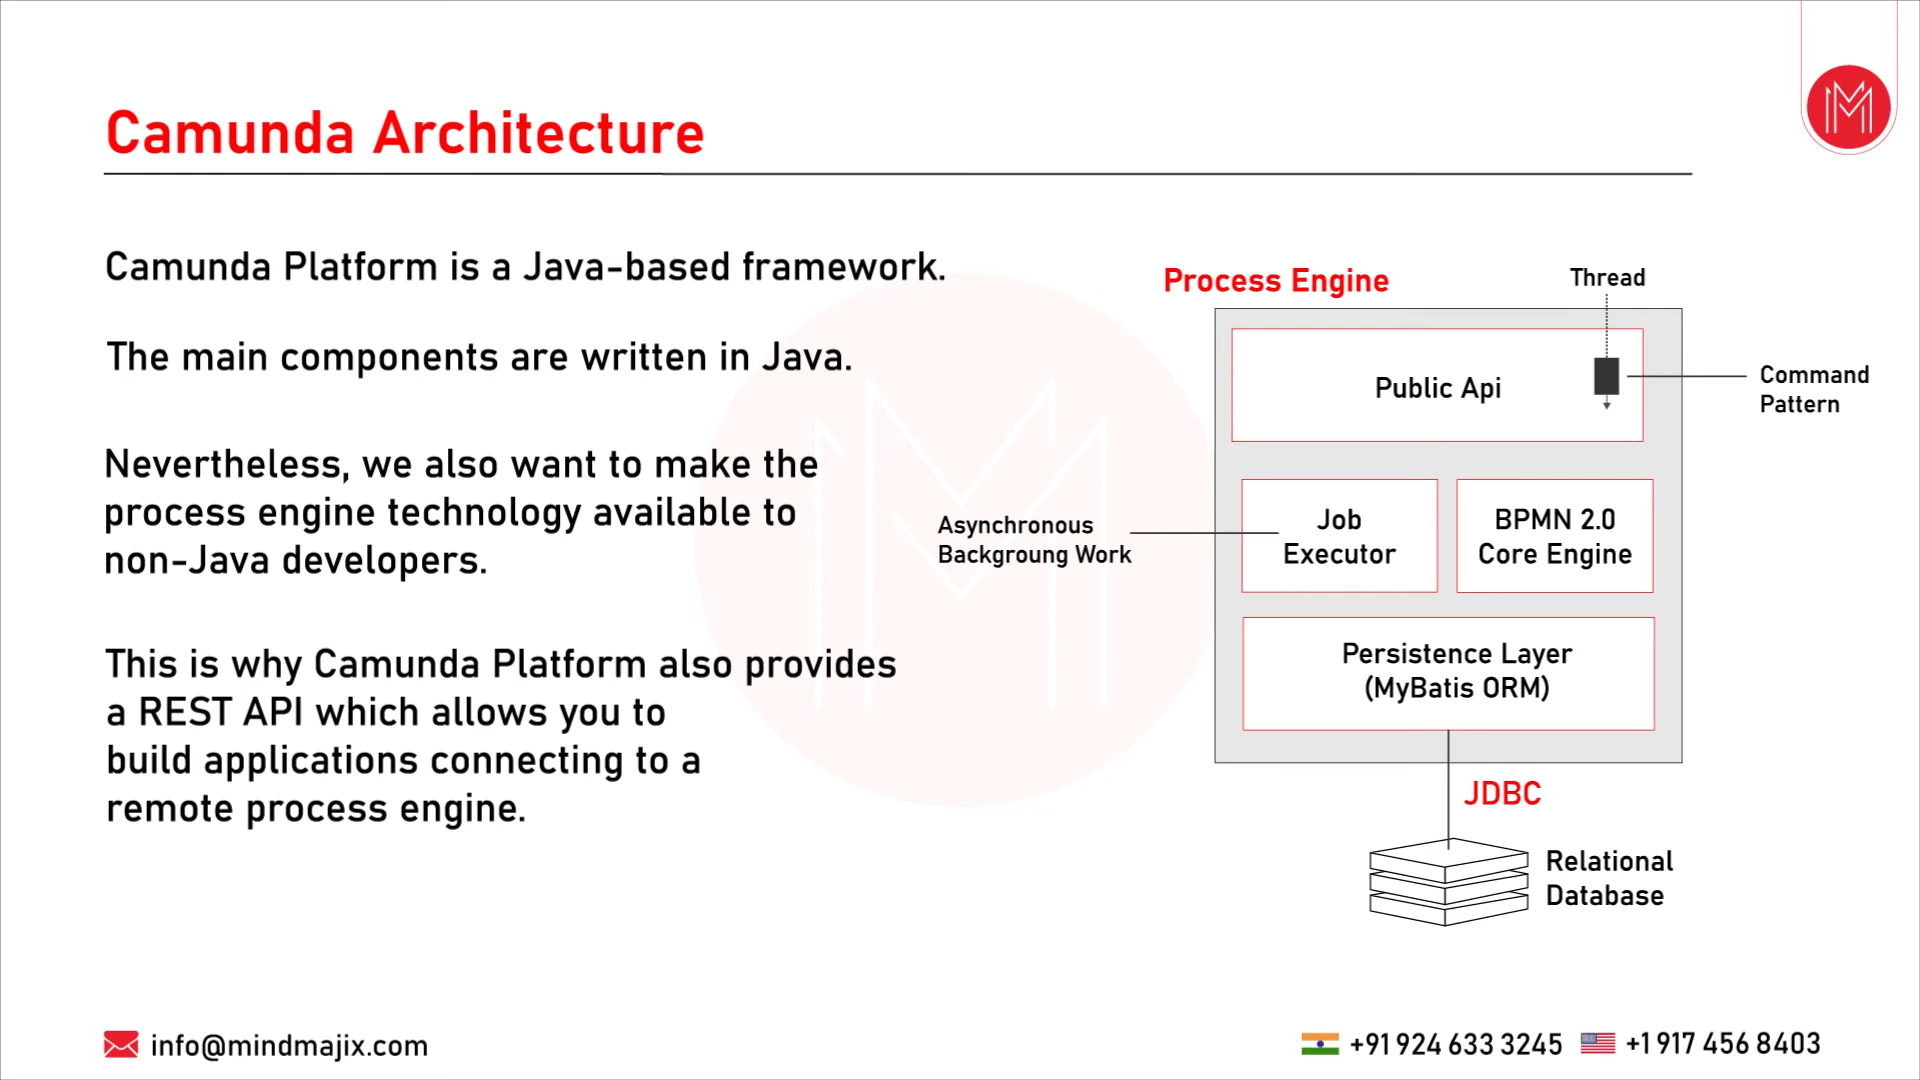 Camunda Architecture
Camunda Platform is a Java-based framework.
The main components are written in Java.
Nevertheless, we also want to make the
process engine technology available to
non-Java developers.
This is why Camunda Platform also provides
a REST API which allows you to
build applications connecting to a
remote process engine.
Process Engine
Thread
Public Api
Command
Pattern
Asynchronous
Backgroung Work
Job
Executor
BPMN 2.0
Core Engine
Persistence Layer
(MyBatis ORM)
JDBC
Relational
Database
info@mindmajix.com
+91 924 633 3245
+1 917 456 8403